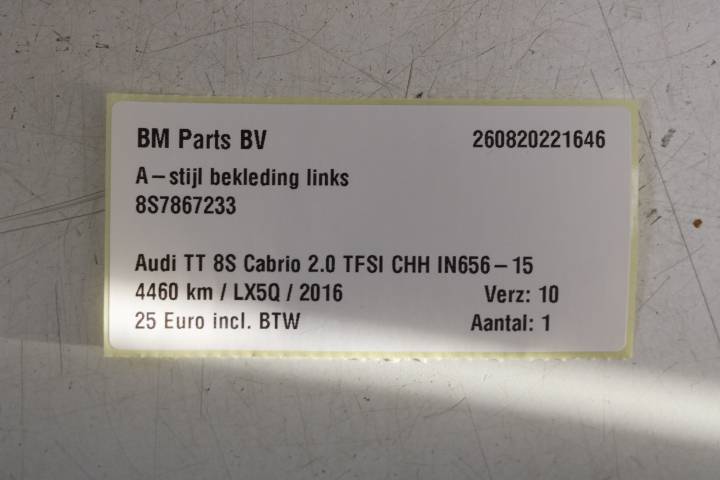 BM Parts BV 260820221646
A-stijl bekleding links
8S7867233
Audi TT 8S Cabrio 2.0 TFSI CHH IN656-15
4460 km / LX5Q / 2016 Verz: 10
25 Euro incl. BTW Aantal: 1